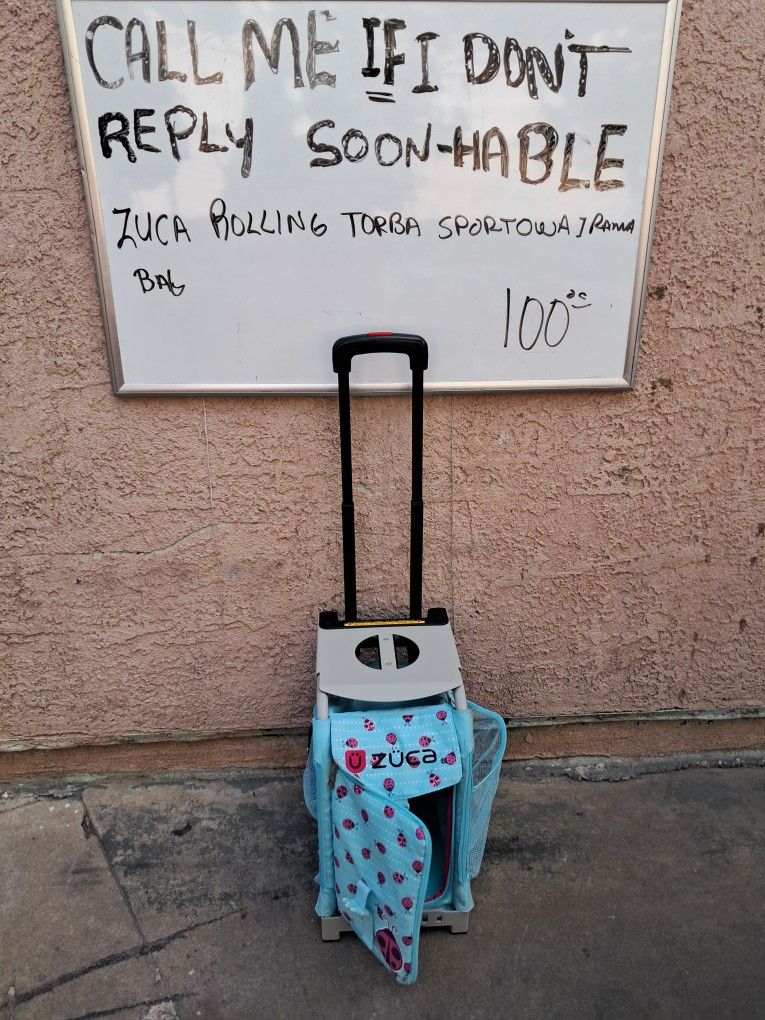 CALL ME IF I DON'T
REPLY SOON-HABLE
ZUCA ROLLING TORBA SPORTOWA I RAMA
BAG
100
ü züca